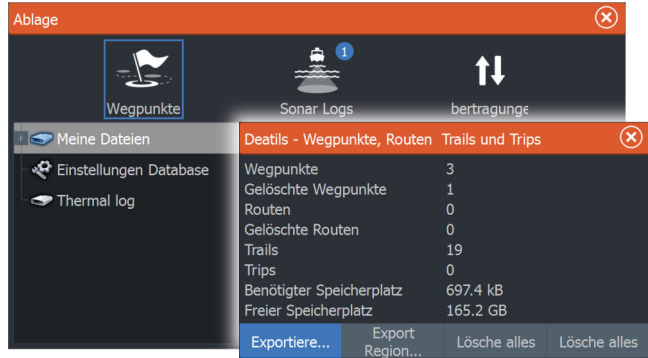 Ablage
1
Wegpunkte
Sonar Logs
bertragunge
Meine Dateien
Einstellungen Database
Thermal log
Deatils - Wegpunkte, Routen Trails und Trips
Wegpunkte 3
Gelöschte Wegpunkte 1
Routen 0
Gelöschte Routen 0
Trails 19
Trips 0
Benötigter Speicherplatz 697.4 kB
Freier Speicherplatz 165.2 GB
Exportiere...
Export
Region...
Lösche alles
Lösche alles